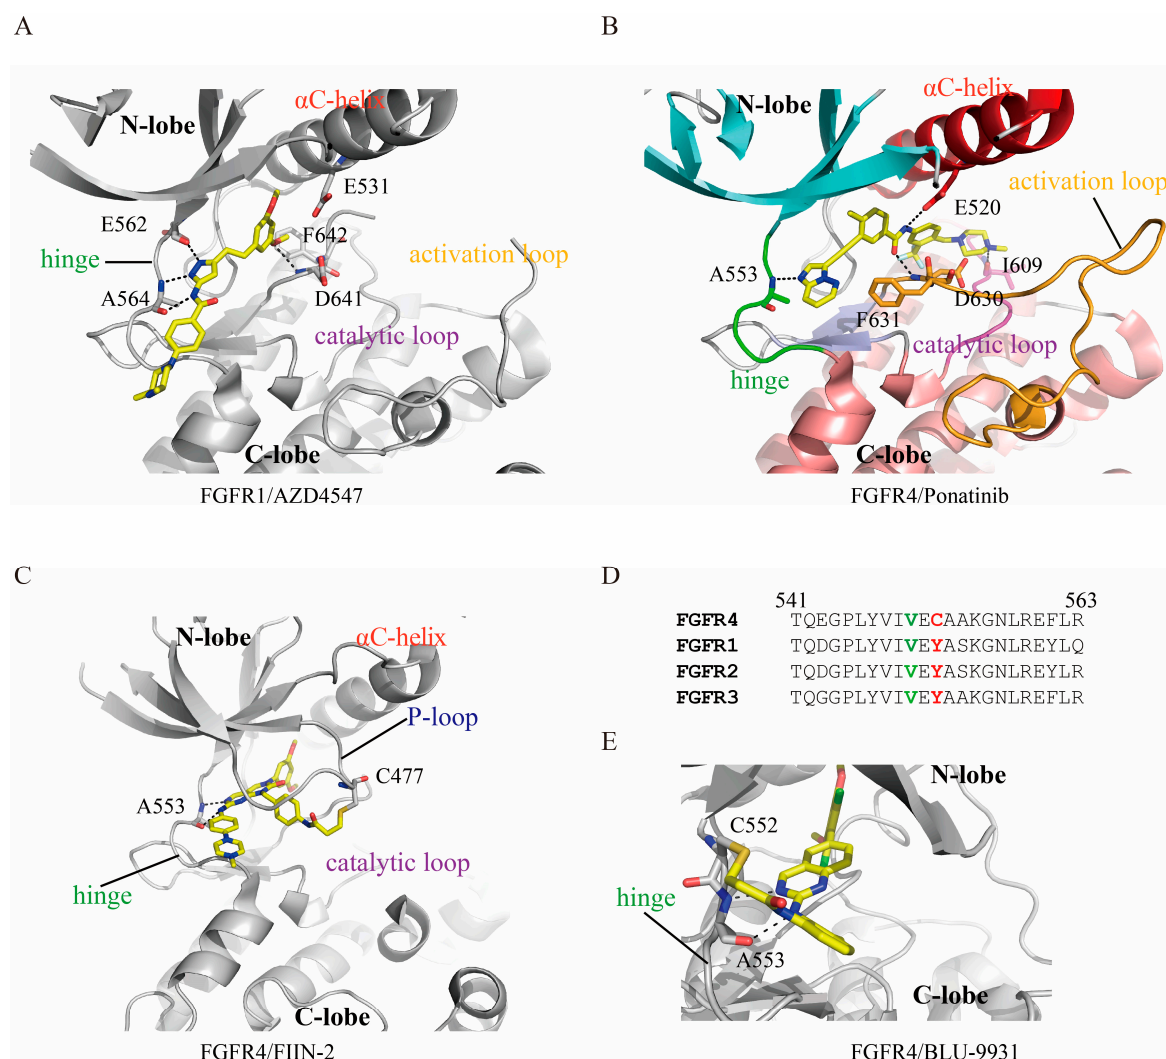 A
αC-helix
N-lobe
E531
E562
F642
hinge
activation loop
A564
D641
catalytic loop
C-lobe
FGFR1/AZD4547
B
αC-helix
N-lobe
activation loop
E520
A553
I609
D630
F631
catalytic loop
hinge
C-lobe
FGFR4/Ponatinib
C
N-lobe
αC-helix
P-loop
C477
A553
catalytic loop
hinge
C-lobe
FGFR4/FIIN-2
D
541 563
FGFR4 TQEGPLYVIVECAAKGNLREFLR
FGFR1 TQDGPLYVIVEYASKGNLREYLQ
FGFR2 TQDGPLYVIVEYASKGNLREYLR
FGFR3 TQGGPLYVIVEYAAKGNLREFLR
E
N-lobe
C552
hinge
A553
C-lobe
FGFR4/BLU-9931